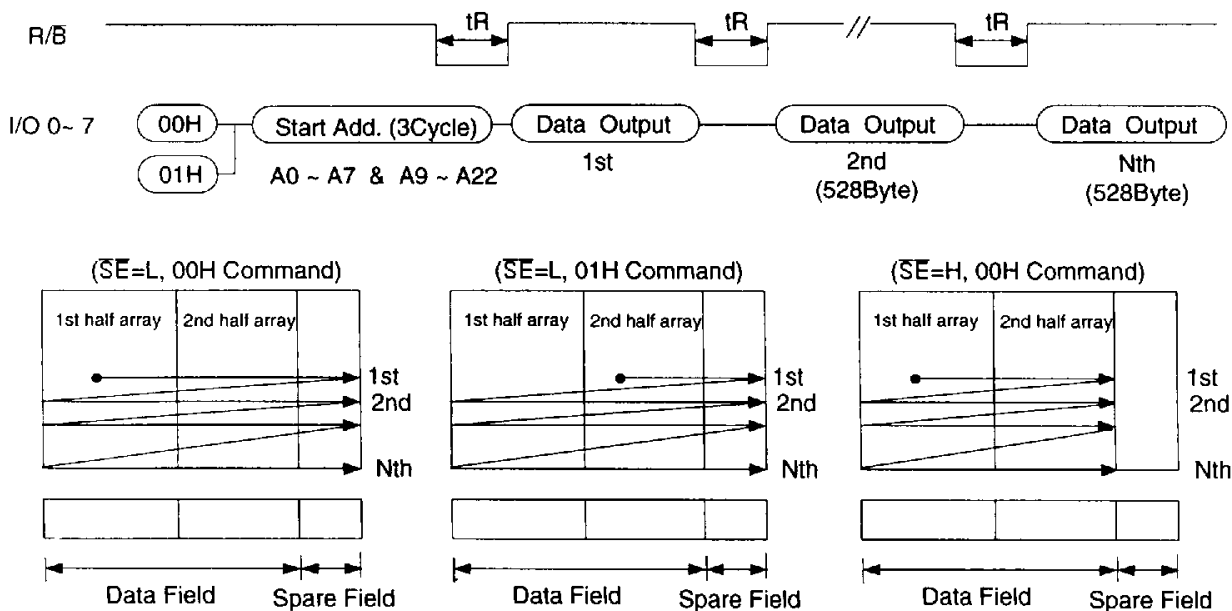 tR tR tR
R/B̅
I/O 0~ 7 00H Start Add. (3Cycle) Data Output Data Output Data Output
01H A0 ~ A7 & A9 ~ A22 1st 2nd Nth
(528Byte) (528Byte)
(S̅E̅=L, 00H Command) (S̅E̅=L, 01H Command) (S̅E̅=H, 00H Command)
1st half array 2nd half array 1st half array 2nd half array 1st half array 2nd half array
1st 1st 1st
2nd 2nd 2nd
Nth Nth Nth
Data Field Spare Field Data Field Spare Field Data Field Spare Field